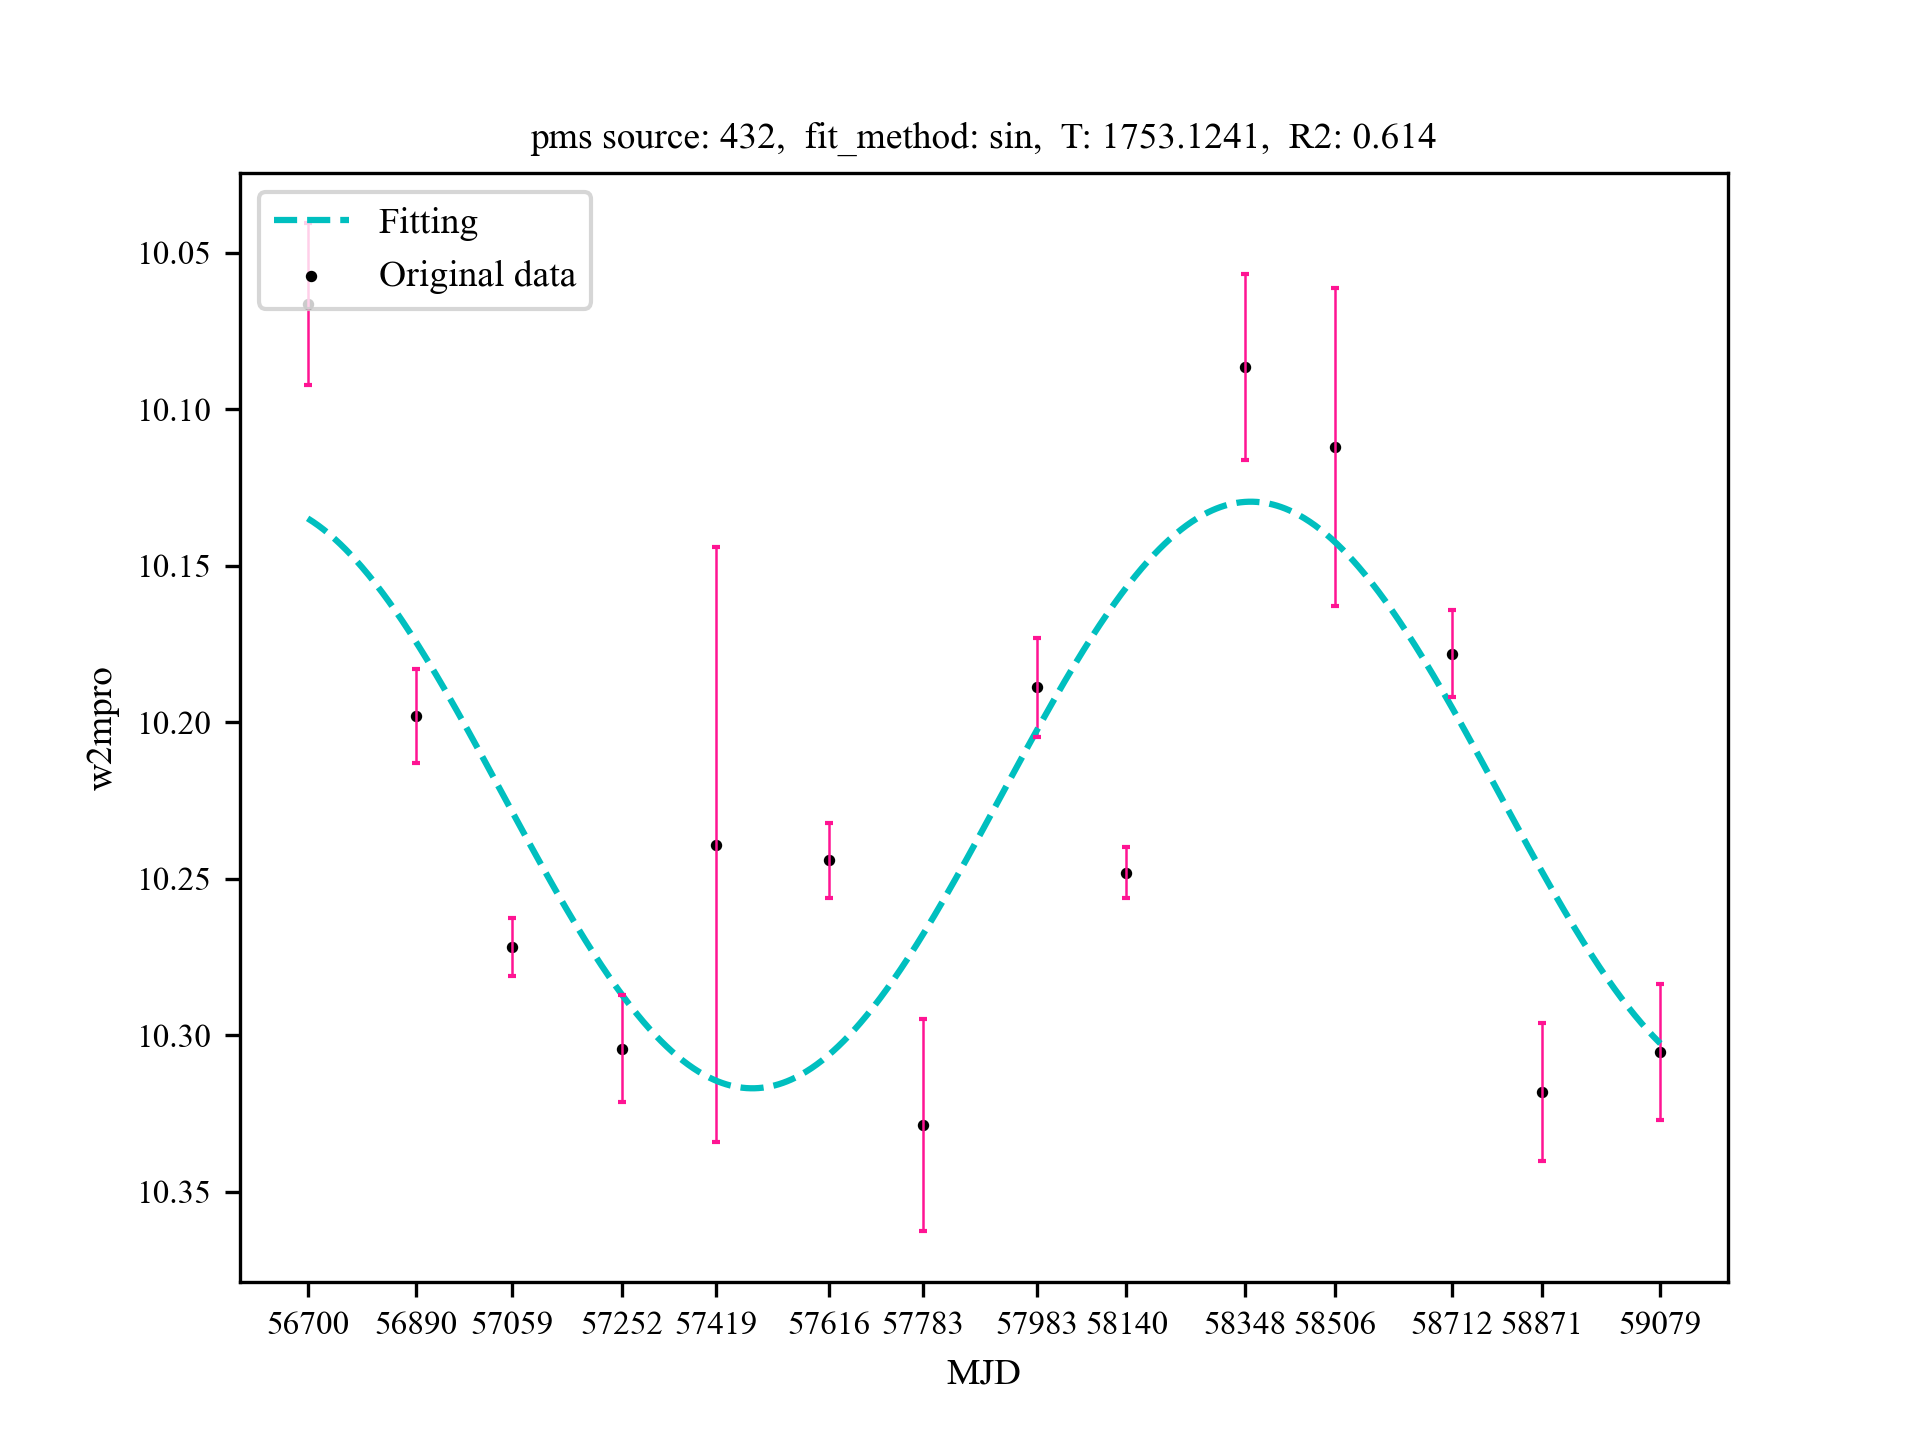 pms source: 432, fit_method: sin, T: 1753.1241, R2: 0.614
Fitting
Original data
10.05
10.10
10.15
10.20
10.25
10.30
10.35
w2mpro
56700 56890 57059 57252 57419 57616 57783 57983 58140 58348 58506 58712 58871 59079
MJD